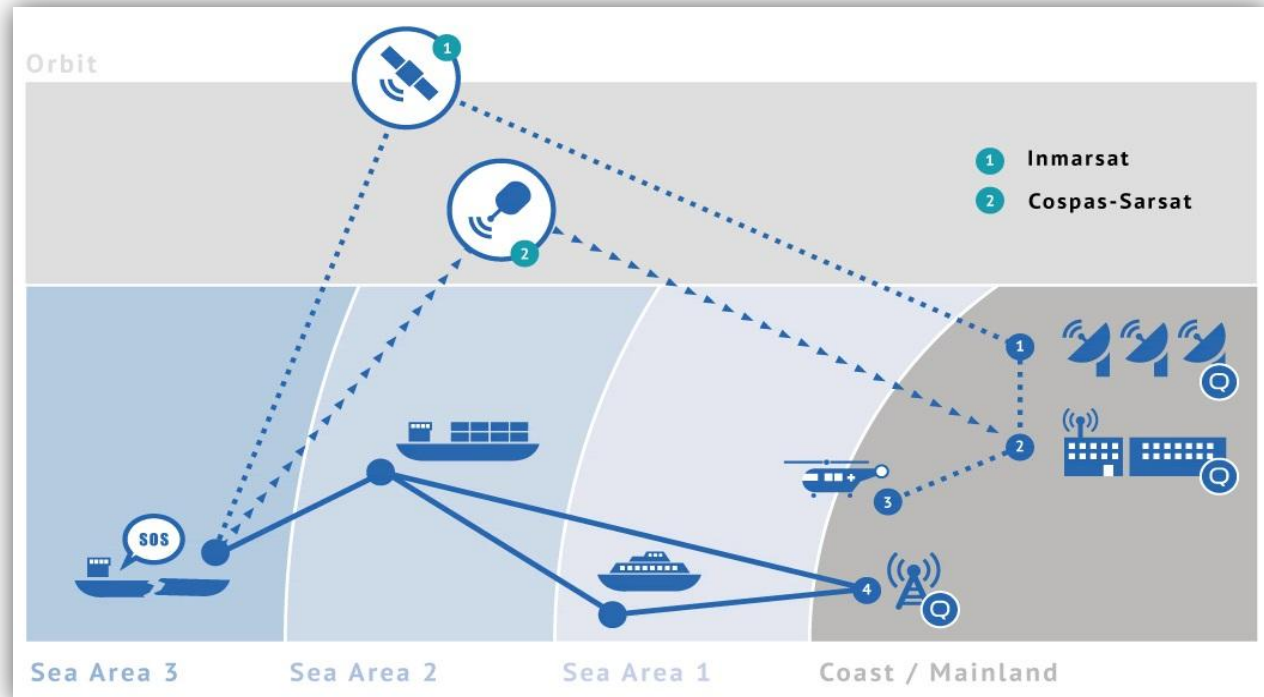 Orbit
1
1 Inmarsat
2 Cospas-Sarsat
2
1
Q
2
Q
3
SOS
4
Q
Sea Area 3
Sea Area 2
Sea Area 1
Coast / Mainland